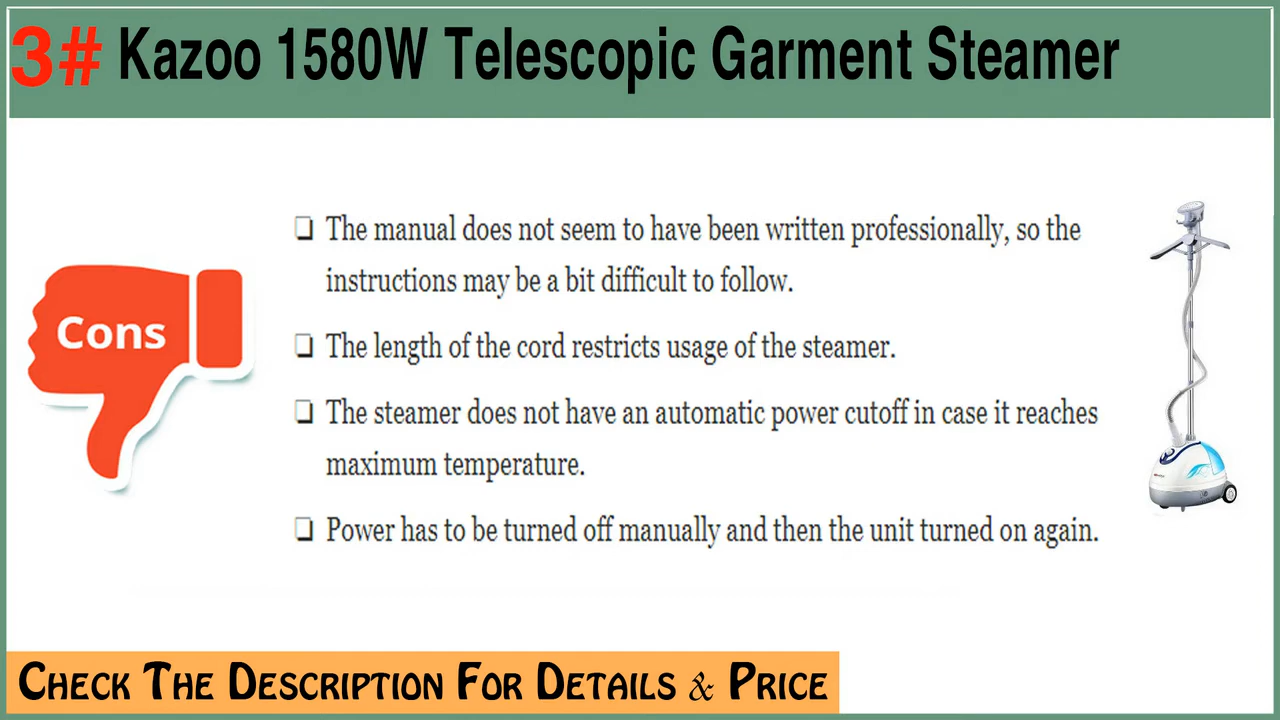 3# Kazoo 1580W Telescopic Garment Steamer
Cons
❑ The manual does not seem to have been written professionally, so the
instructions may be a bit difficult to follow.
❑ The length of the cord restricts usage of the steamer.
❑ The steamer does not have an automatic power cutoff in case it reaches
maximum temperature.
❑ Power has to be turned off manually and then the unit turned on again.
CHECK THE DESCRIPTION FOR DETAILS & PRICE